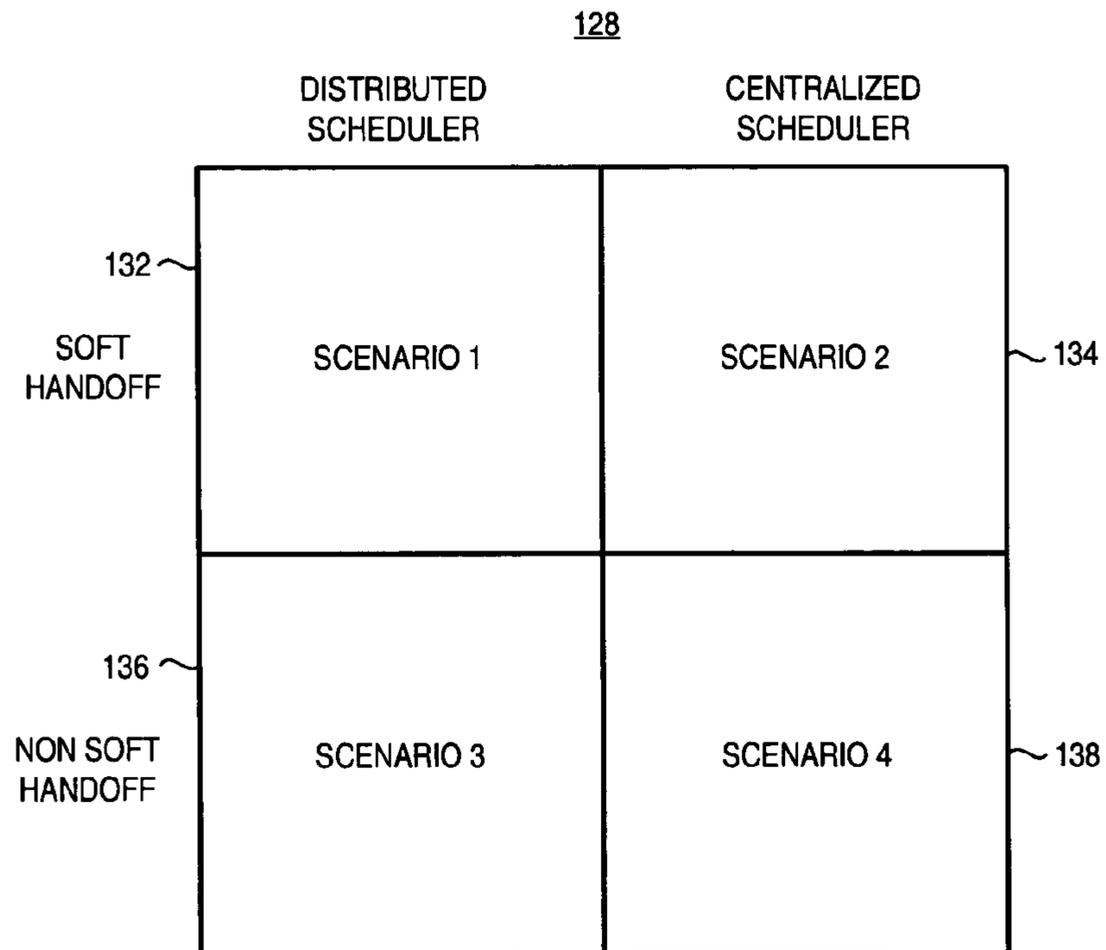 128
DISTRIBUTED
SCHEDULER
CENTRALIZED
SCHEDULER
132
SOFT
HANDOFF
SCENARIO 1
SCENARIO 2
134
136
NON SOFT
HANDOFF
SCENARIO 3
SCENARIO 4
138